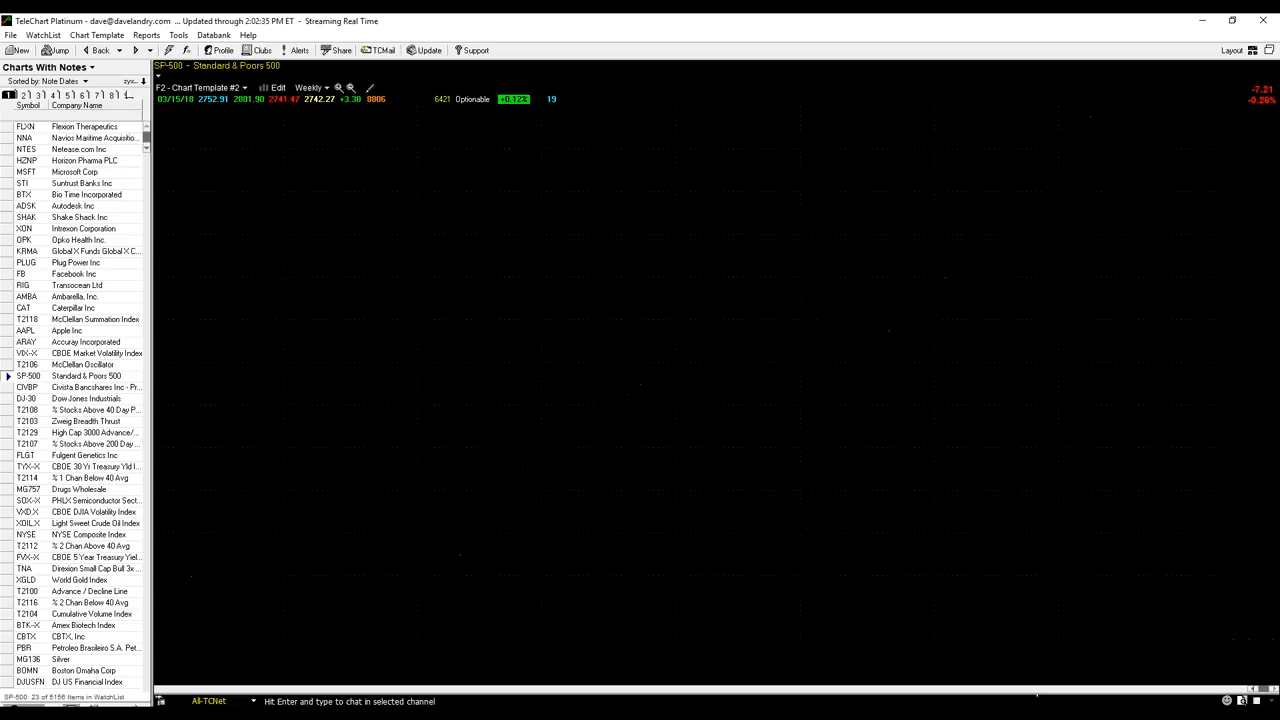 TeleChart Platinum - dave@davelandry.com ... Updated through 2:02:35 PM ET - Streaming Real Time
File WatchList Chart Template Reports Tools Databank Help
New Jump Back Profile Clubs Alerts Share TCMail Update Support Layout
Charts With Notes
Sorted by: Note Dates
1 2 3 4 5 6 7 8
Symbol Company Name
FLXN Flexion Therapeutics
NNA Navios Maritime Acquisitio...
NTES Netease.com Inc
HZNP Horizon Pharma PLC
MSFT Microsoft Corp
STI Suntrust Banks Inc
BTX Bio Time Incorporated
ADSK Autodesk Inc
SHAK Shake Shack Inc
XON Intrexon Corporation
OPK Opko Health Inc.
KRMA Global X Funds Global X C...
PLUG Plug Power Inc
FB Facebook Inc
RIG Transocean Ltd
AMBA Ambarella, Inc.
CAT Caterpillar Inc
T2118 McClellan Summation Index
AAPL Apple Inc
ARAY Accuray Incorporated
VIX-X CBOE Market Volatility Index
T2106 McClellan Oscillator
SP-500 Standard & Poors 500
CIVBP Civista Bancshares Inc - Pr...
DJ-30 Dow Jones Industrials
T2108 % Stocks Above 40 Day P...
T2103 Zweig Breadth Thrust
T2129 High Cap 3000 Advance/...
T2107 % Stocks Above 200 Day ...
FLGT Fulgent Genetics Inc
TYX-X CBOE 30 Yr Treasury Yld I...
T2114 % 1 Chan Below 40 Avg
MG757 Drugs Wholesale
SOX-X PHLX Semiconductor Sect...
VXD.X CBOE DJIA Volatility Index
XOIL.X Light Sweet Crude Oil Index
NYSE NYSE Composite Index
T2112 % 2 Chan Above 40 Avg
FVX-X CBOE 5 Year Treasury Yiel...
TNA Direxion Small Cap Bull 3x ...
XGLD World Gold Index
T2100 Advance / Decline Line
T2116 % 2 Chan Below 40 Avg
T2104 Cumulative Volume Index
BTK-X Amex Biotech Index
CBTX CBTX, Inc
PBR Petroleo Brasileiro S.A. Pet...
MG136 Silver
BOMN Boston Omaha Corp
DJUSFN DJ US Financial Index
SP-500: 23 of 5156 Items in WatchList
SP-500 - Standard & Poors 500
F2 - Chart Template #2 Edit Weekly
03/15/18 2752.91 2801.90 2741.47 2742.27 +3.30 8806 6421 Optionable +0.12% 19
-7.21
-0.26%
All-TCNet Hit Enter and type to chat in selected channel